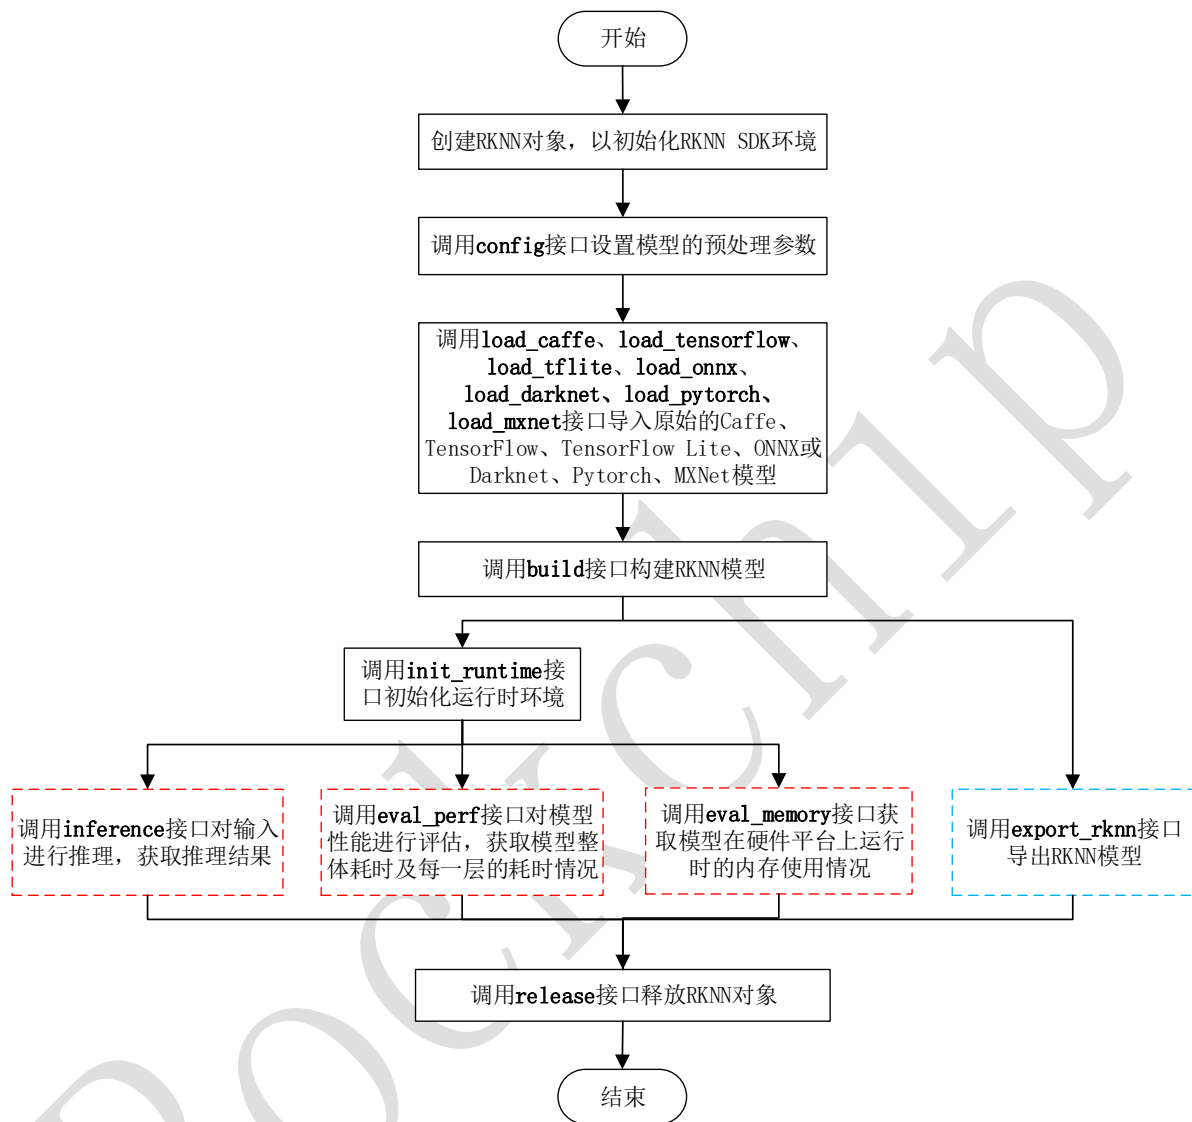 开始
创建RKNN对象，以初始化RKNN SDK环境
调用config接口设置模型的预处理参数
调用load_caffe、load_tensorflow、
load_tflite、load_onnx、
load_darknet、load_pytorch、
load_mxnet接口导入原始的Caffe、
TensorFlow、TensorFlow Lite、ONNX或
Darknet、Pytorch、MXNet模型
调用build接口构建RKNN模型
调用init_runtime接
口初始化运行时环境
调用inference接口对输入
进行推理，获取推理结果
调用eval_perf接口对模型
性能进行评估，获取模型整
体耗时及每一层的耗时情况
调用eval_memory接口获
取模型在硬件平台上运行
时的内存使用情况
调用export_rknn接口
导出RKNN模型
调用release接口释放RKNN对象
结束
Rockchip